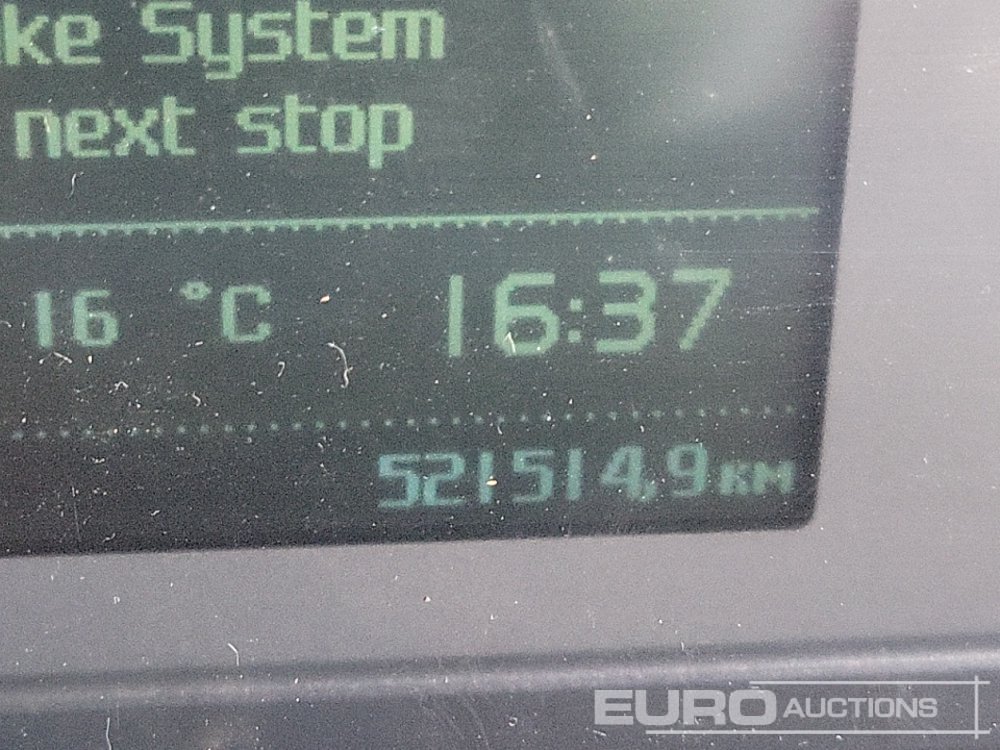 ke System
next stop
16 °C 16:37
521514,9 KM
EURO AUCTIONS